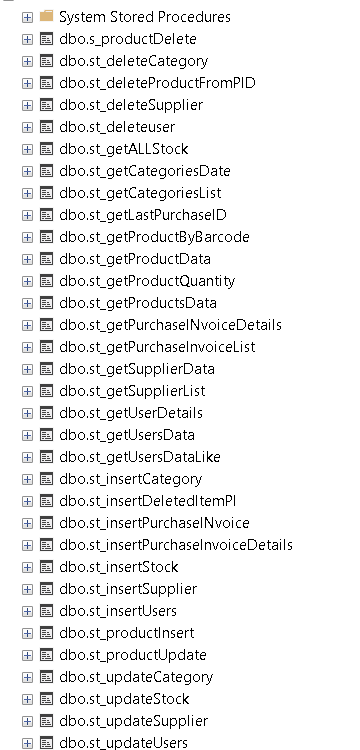 System Stored Procedures
dbo.s_productDelete
dbo.st_deleteCategory
dbo.st_deleteProductFromPID
dbo.st_deleteSupplier
dbo.st_deleteuser
dbo.st_getALLStock
dbo.st_getCategoriesDate
dbo.st_getCategoriesList
dbo.st_getLastPurchaseID
dbo.st_getProductByBarcode
dbo.st_getProductData
dbo.st_getProductQuantity
dbo.st_getProductsData
dbo.st_getPurchaseINvoiceDetails
dbo.st_getPurchaseInvoiceList
dbo.st_getSupplierData
dbo.st_getSupplierList
dbo.st_getUserDetails
dbo.st_getUsersData
dbo.st_getUsersDataLike
dbo.st_insertCategory
dbo.st_insertDeletedItemPI
dbo.st_insertPurchaseINvoice
dbo.st_insertPurchaseInvoiceDetails
dbo.st_insertStock
dbo.st_insertSupplier
dbo.st_insertUsers
dbo.st_productInsert
dbo.st_productUpdate
dbo.st_updateCategory
dbo.st_updateStock
dbo.st_updateSupplier
dbo.st_updateUsers